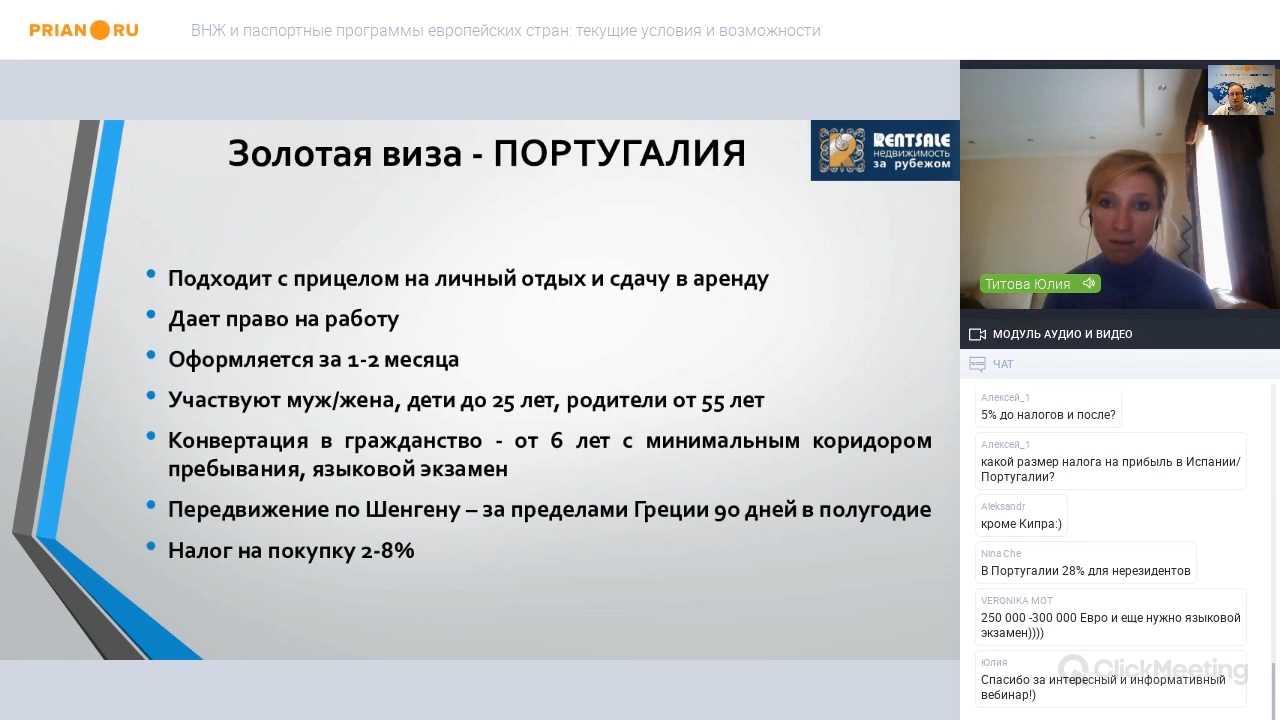 PRIAN RU
ВНЖ и паспортные программы европейских стран: текущие условия и возможности
Золотая виза - ПОРТУГАЛИЯ
RENTSALE
НЕДВИЖИМОСТЬ
за рубежом
Подходит с прицелом на личный отдых и сдачу в аренду
Дает право на работу
Оформляется за 1-2 месяца
Участвуют муж/жена, дети до 25 лет, родители от 55 лет
Конвертация в гражданство - от 6 лет с минимальным коридором
пребывания, языковой экзамен
Передвижение по Шенгену – за пределами Греции 90 дней в полугодие
Налог на покупку 2-8%
Титова Юлия
МОДУЛЬ АУДИО И ВИДЕО
ЧАТ
Алексей_1
5% до налогов и после?
Алексей_1
какой размер налога на прибыль в Испании/
Португалии?
Aleksandr
кроме Кипра:)
Nina Che
В Португалии 28% для нерезидентов
VERONIKA MOT
250 000 -300 000 Евро и еще нужно языковой
экзамен))))
Юлия
Спасибо за интересный и информативный
вебинар!)
ClickMeeting